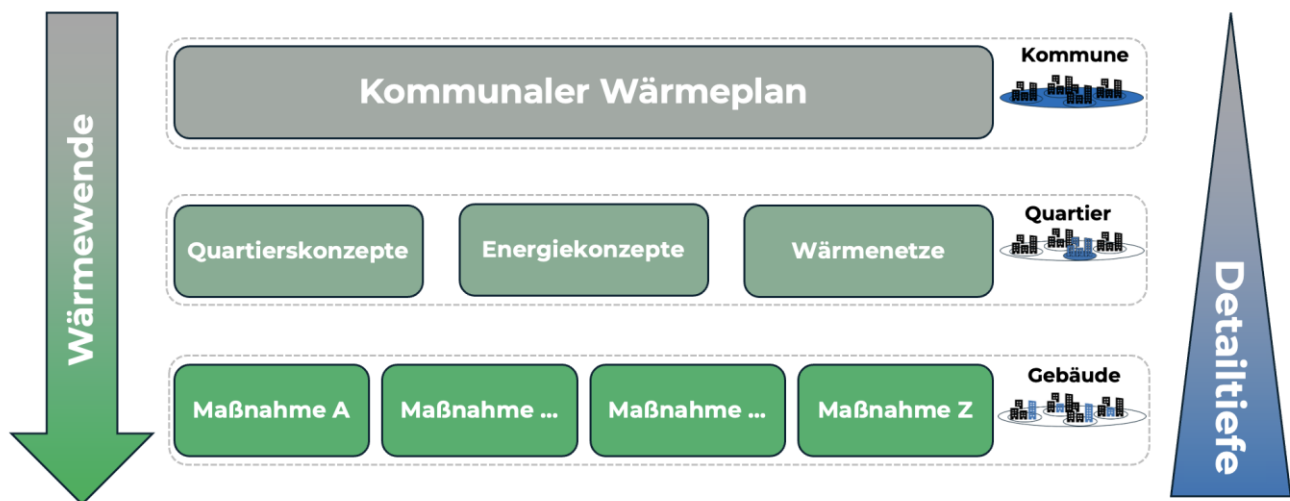 Wärmewende
Kommunaler Wärmeplan
Kommune
Quartierskonzepte
Energiekonzepte
Wärmenetze
Quartier
Maßnahme A
Maßnahme ...
Maßnahme ...
Maßnahme Z
Gebäude
Detailtiefe